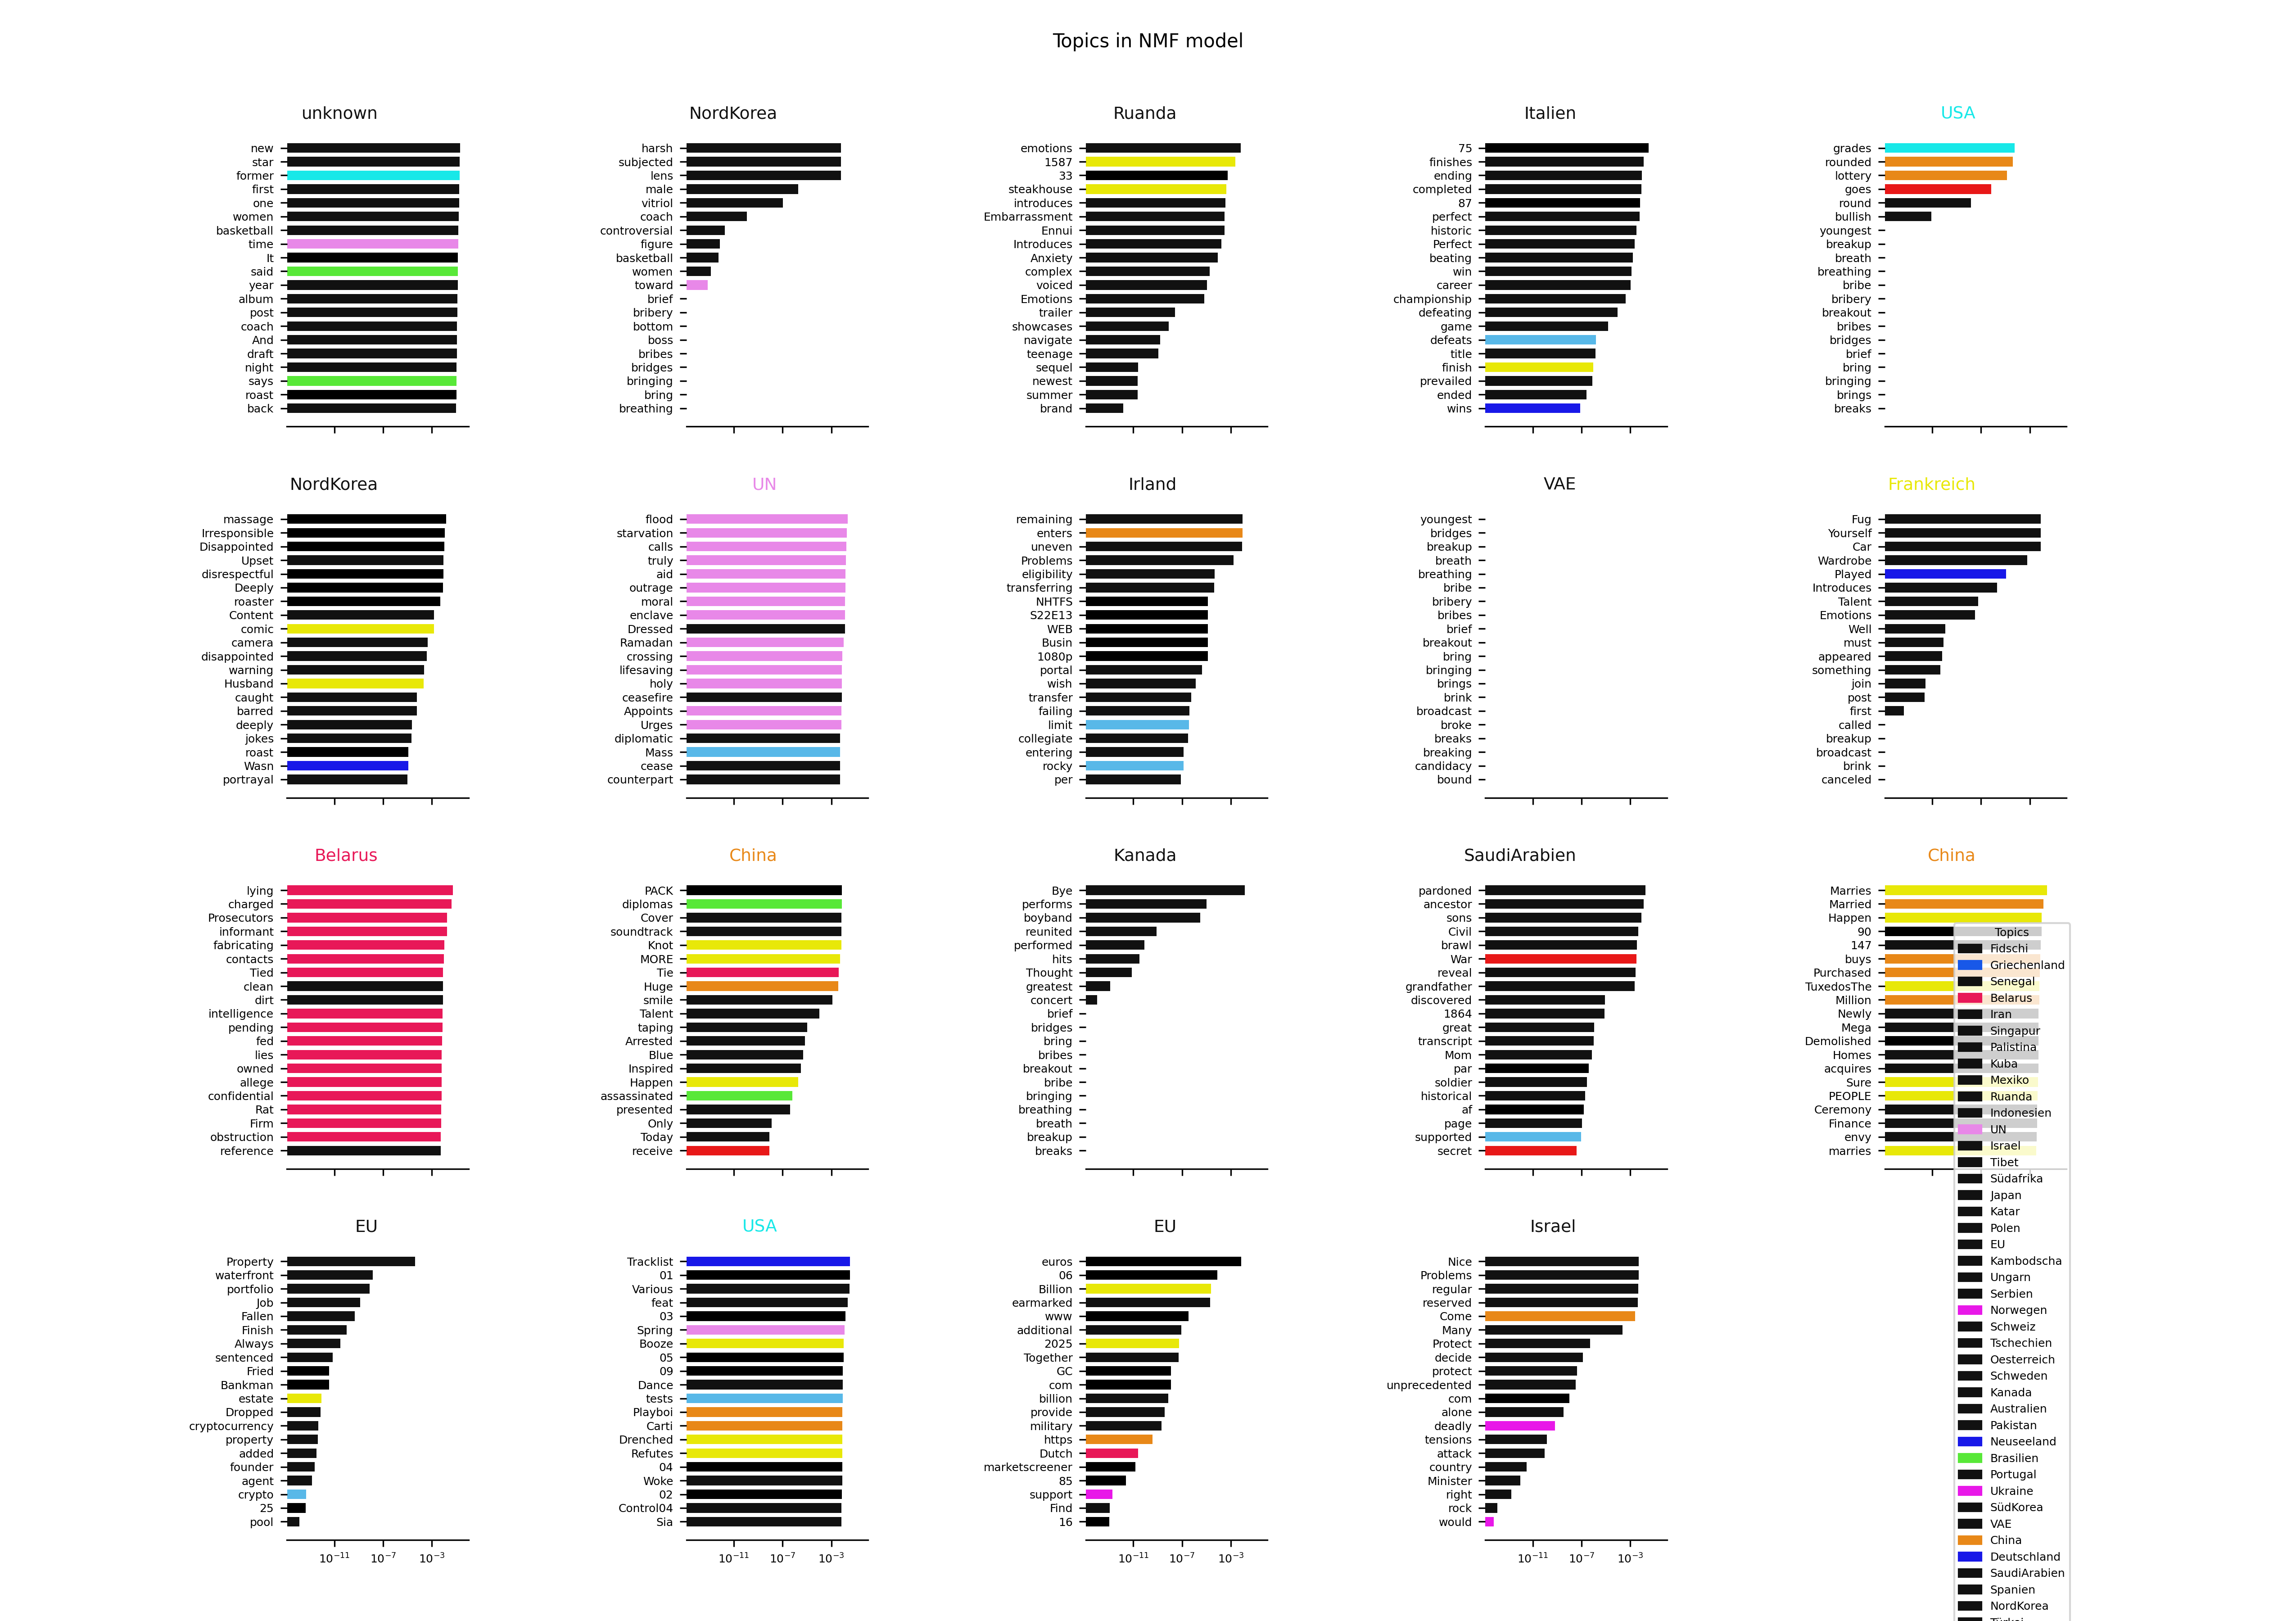 Topics in NMF model
unknown
new
star
former
first
one
women
basketball
time
It
said
year
album
post
coach
And
draft
night
says
roast
back
NordKorea
harsh
subjected
lens
male
vitriol
coach
controversial
figure
basketball
women
toward
brief
bribery
bottom
boss
bribes
bridges
bringing
bring
breathing
Ruanda
emotions
1587
33
steakhouse
introduces
Embarrassment
Ennui
Introduces
Anxiety
complex
voiced
Emotions
trailer
showcases
navigate
teenage
sequel
newest
summer
brand
Italien
75
finishes
ending
completed
87
perfect
historic
Perfect
beating
win
career
championship
defeating
game
defeats
title
finish
prevailed
ended
wins
USA
grades
rounded
lottery
goes
round
bullish
youngest
breakup
breath
breathing
bribe
bribery
breakout
bribes
bridges
brief
bring
bringing
brings
breaks
NordKorea
massage
Irresponsible
Disappointed
Upset
disrespectful
Deeply
roaster
Content
comic
camera
disappointed
warning
Husband
caught
barred
deeply
jokes
roast
Wasn
portrayal
UN
flood
starvation
calls
truly
aid
outrage
moral
enclave
Dressed
Ramadan
crossing
lifesaving
holy
ceasefire
Appoints
Urges
diplomatic
Mass
cease
counterpart
Irland
remaining
enters
uneven
Problems
eligibility
transferring
NHTFS
S22E13
WEB
Busin
1080p
portal
wish
transfer
failing
limit
collegiate
entering
rocky
per
VAE
youngest
bridges
breakup
breath
breathing
bribe
bribery
bribes
brief
breakout
bring
bringing
brings
brink
broadcast
broke
breaks
breaking
candidacy
bound
Frankreich
Fug
Yourself
Car
Wardrobe
Played
Introduces
Talent
Emotions
Well
must
appeared
something
join
post
first
called
breakup
broadcast
brink
canceled
Belarus
lying
charged
Prosecutors
informant
fabricating
contacts
Tied
clean
dirt
intelligence
pending
fed
lies
owned
allege
confidential
Rat
Firm
obstruction
reference
China
PACK
diplomas
Cover
soundtrack
Knot
MORE
Tie
Huge
smile
Talent
taping
Arrested
Blue
Inspired
Happen
assassinated
presented
Only
Today
receive
Kanada
Bye
performs
boyband
reunited
performed
hits
Thought
greatest
concert
brief
bridges
bring
bribes
breakout
bribe
bringing
breathing
breath
breakup
breaks
SaudiArabien
pardoned
ancestor
sons
Civil
brawl
War
reveal
grandfather
discovered
1864
great
transcript
Mom
par
soldier
historical
af
page
supported
secret
China
Marries
Married
Happen
90
147
buys
Purchased
TuxedosThe
Million
Newly
Mega
Demolished
Homes
acquires
Sure
PEOPLE
Ceremony
Finance
envy
marries
EU
Property
waterfront
portfolio
Job
Fallen
Finish
Always
sentenced
Fried
Bankman
estate
Dropped
cryptocurrency
property
added
founder
agent
crypto
25
pool
10⁻¹¹ 10⁻⁷ 10⁻³
USA
Tracklist
01
Various
feat
03
Spring
Booze
05
09
Dance
tests
Playboi
Carti
Drenched
Refutes
04
Woke
02
Control04
Sia
10⁻¹¹ 10⁻⁷ 10⁻³
EU
euros
06
Billion
earmarked
www
additional
2025
Together
GC
com
billion
provide
military
https
Dutch
marketscreener
85
support
Find
16
10⁻¹¹ 10⁻⁷ 10⁻³
Israel
Nice
Problems
regular
reserved
Come
Many
Protect
decide
protect
unprecedented
com
alone
deadly
tensions
attack
country
Minister
right
rock
would
10⁻¹¹ 10⁻⁷ 10⁻³
Topics
Fidschi
Griechenland
Senegal
Belarus
Iran
Singapur
Palistina
Kuba
Mexiko
Ruanda
Indonesien
UN
Israel
Tibet
Südafrika
Japan
Katar
Polen
EU
Kambodscha
Ungarn
Serbien
Norwegen
Schweiz
Tschechien
Oesterreich
Schweden
Kanada
Australien
Pakistan
Neuseeland
Brasilien
Portugal
Ukraine
SüdKorea
VAE
China
Deutschland
SaudiArabien
Spanien
NordKorea